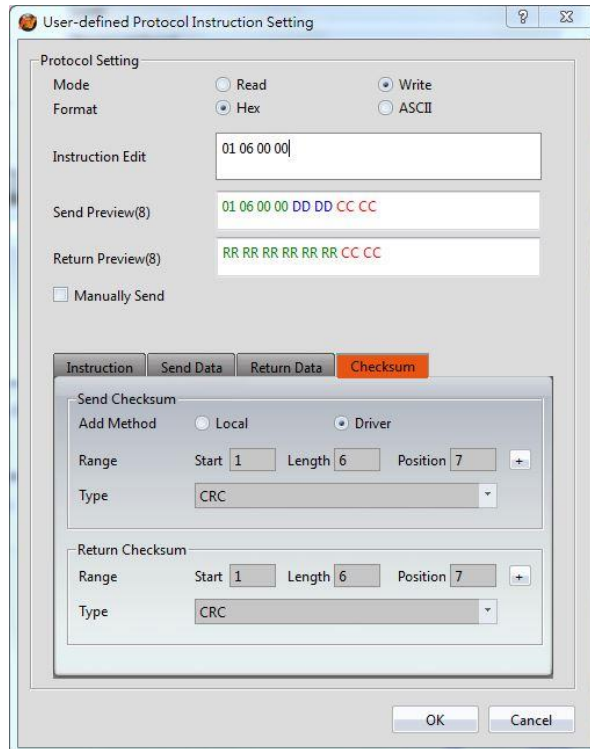 User-defined Protocol Instruction Setting
Protocol Setting
Mode Read Write
Format Hex ASCII
Instruction Edit 01 06 00 00
Send Preview(8) 01 06 00 00 DD DD CC CC
Return Preview(8) RR RR RR RR RR RR CC CC
Manually Send
Instruction Send Data Return Data Checksum
Send Checksum
Add Method Local Driver
Range Start 1 Length 6 Position 7 +
Type CRC
Return Checksum
Range Start 1 Length 6 Position 7 +
Type CRC
OK Cancel